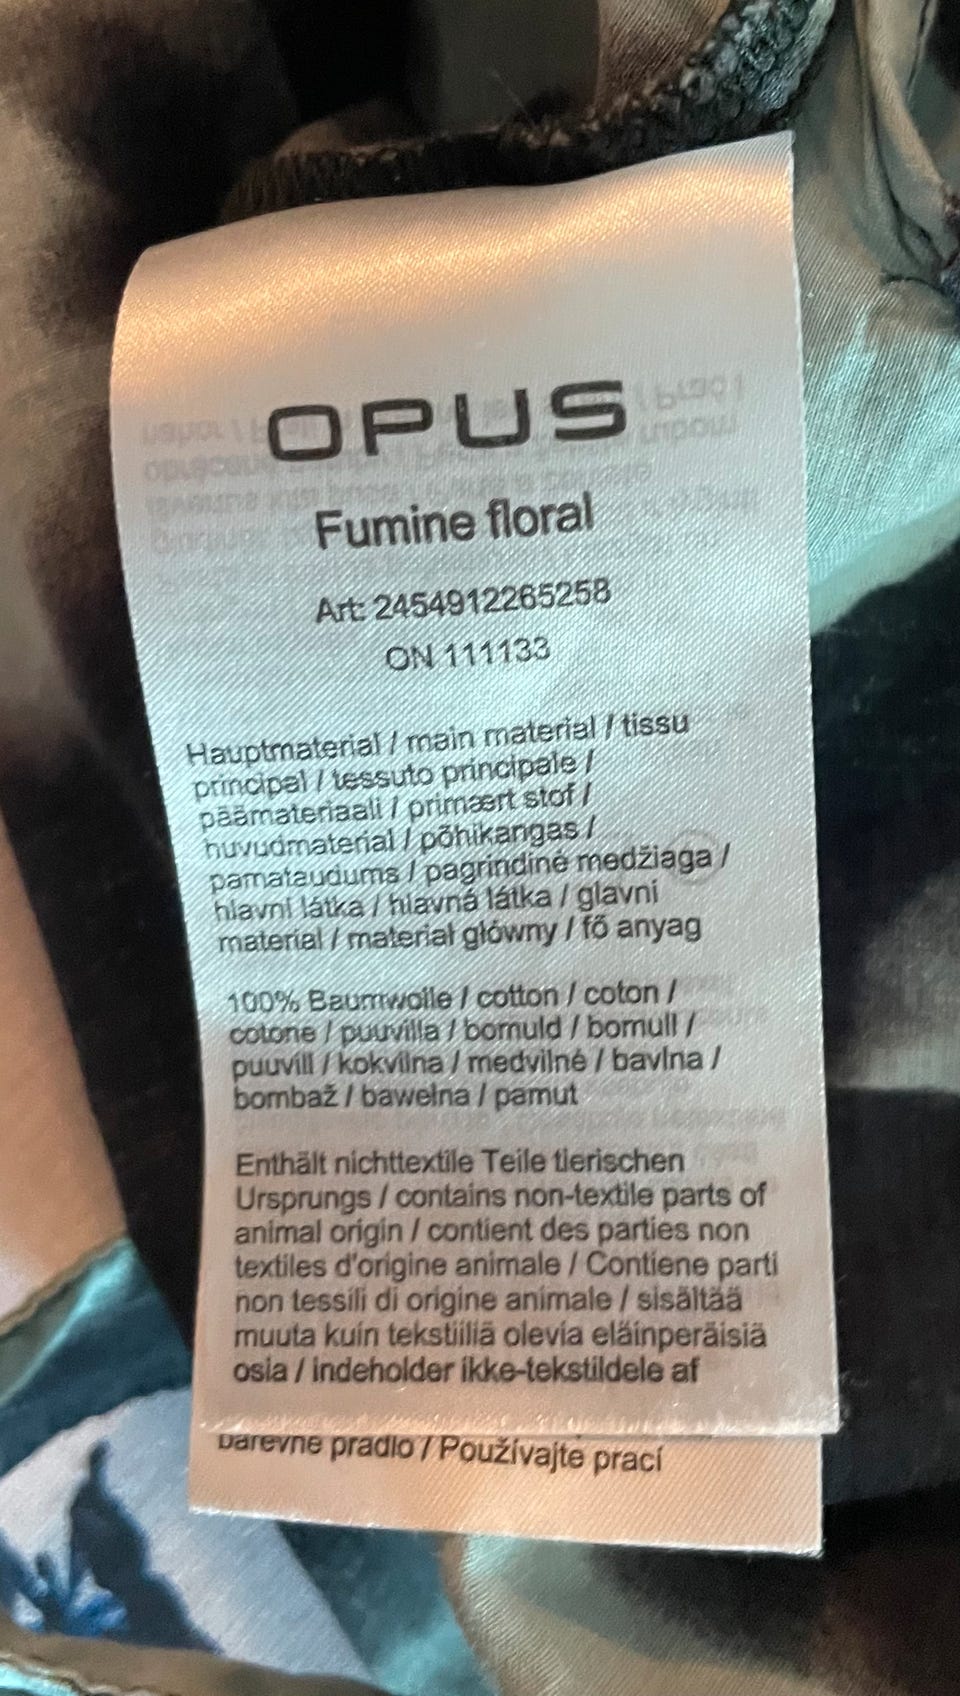 OPUS
Fumine floral
Art: 2454912265258
ON 111133
Hauptmaterial / main material / tissu
principal / tessuto principale /
päämateriaali / primært stof /
huvudmaterial / põhikangas /
pamataudums / pagrindinė medžiaga /
hlavní látka / hlavná látka / glavni
material / materiał główny / fő anyag
100% Baumwolle / cotton / coton /
cotone / puuvilla / bomuld / bomull /
puuvill / kokvilna / medvilnė / bavlna /
bombaž / bawełna / pamut
Enthält nichttextile Teile tierischen
Ursprungs / contains non-textile parts of
animal origin / contient des parties non
textiles d'origine animale / Contiene parti
non tessili di origine animale / sisältää
muuta kuin tekstiiliä olevia eläinperäisiä
osia / indeholder ikke-tekstildele af
barevné prádlo / Používajte prací